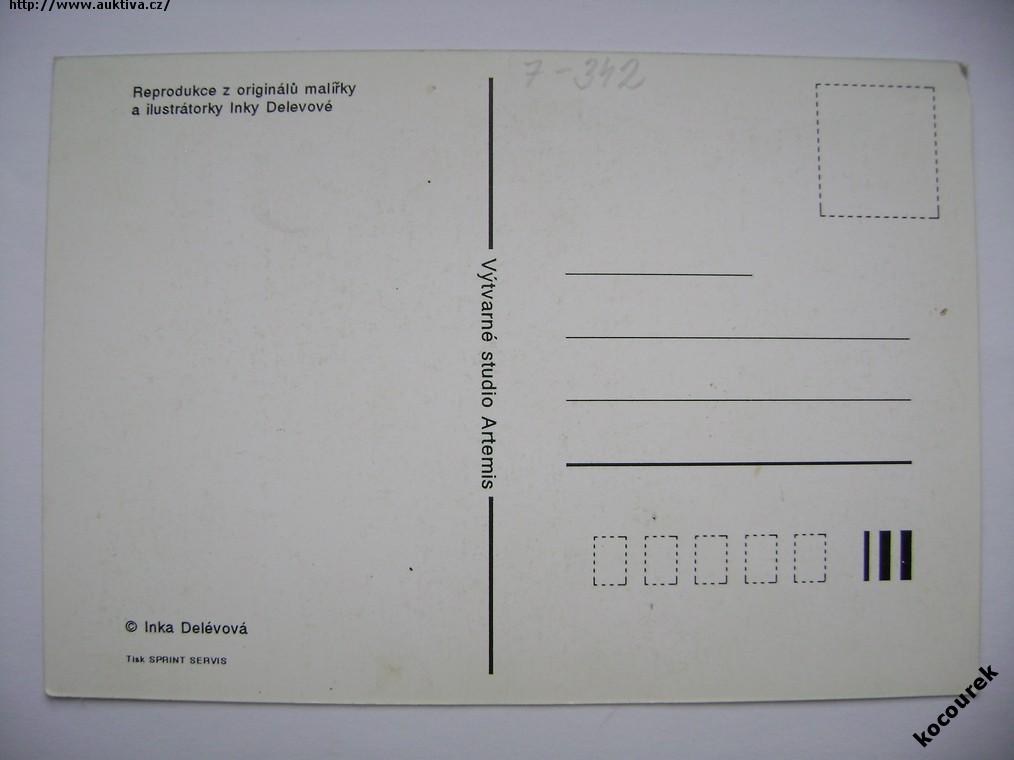 http://www.auktiva.cz/
Reprodukce z originálů malířky
a ilustrátorky Inky Delevové
7-342
Výtvarné studio Artemis
© Inka Delévová
Tisk SPRINT SERVIS
kocourek